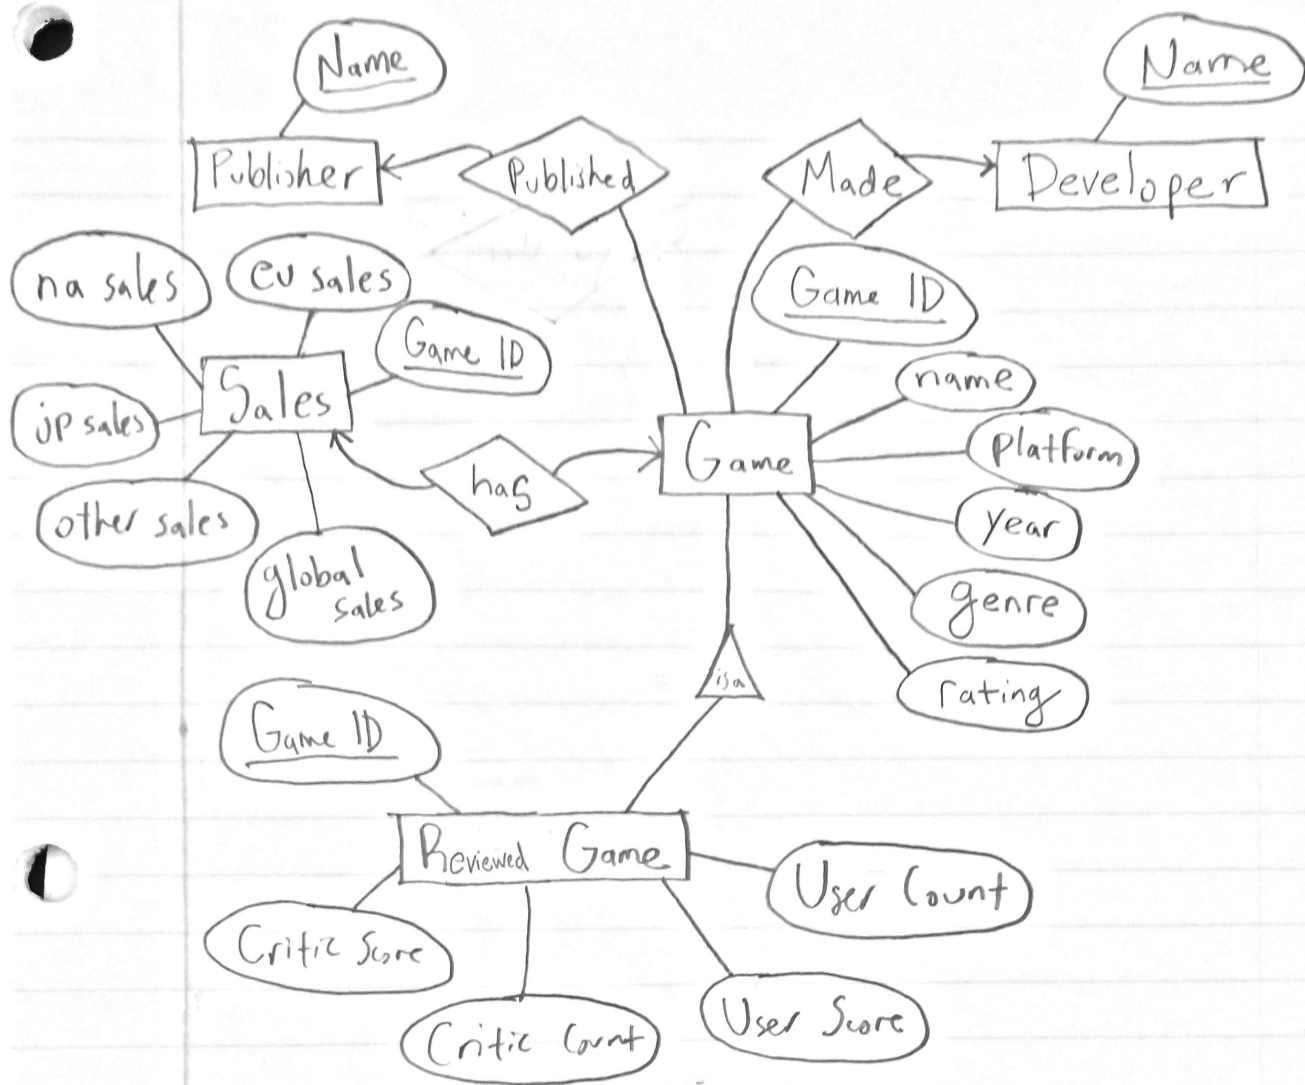 Name
Name
Publisher
Published
Made
Developer
na sales
eu sales
Game ID
Game ID
Sales
name
jp sales
platform
Game
has
other sales
year
global
sales
genre
isa
rating
Game ID
Reviewed Game
User Count
Critic Score
User Score
Critic Count